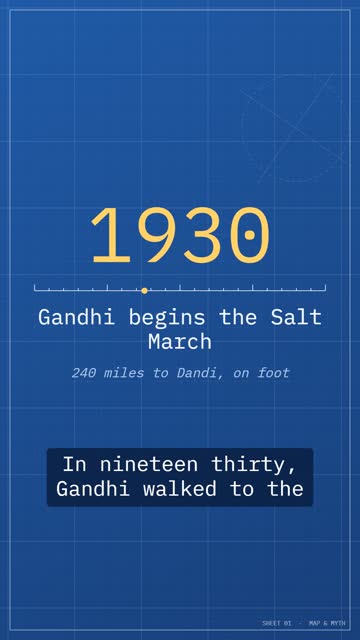 1930
Gandhi begins the Salt
March
240 miles to Dandi, on foot
In nineteen thirty,
Gandhi walked to the
SHEET 01 · MAP & MYTH